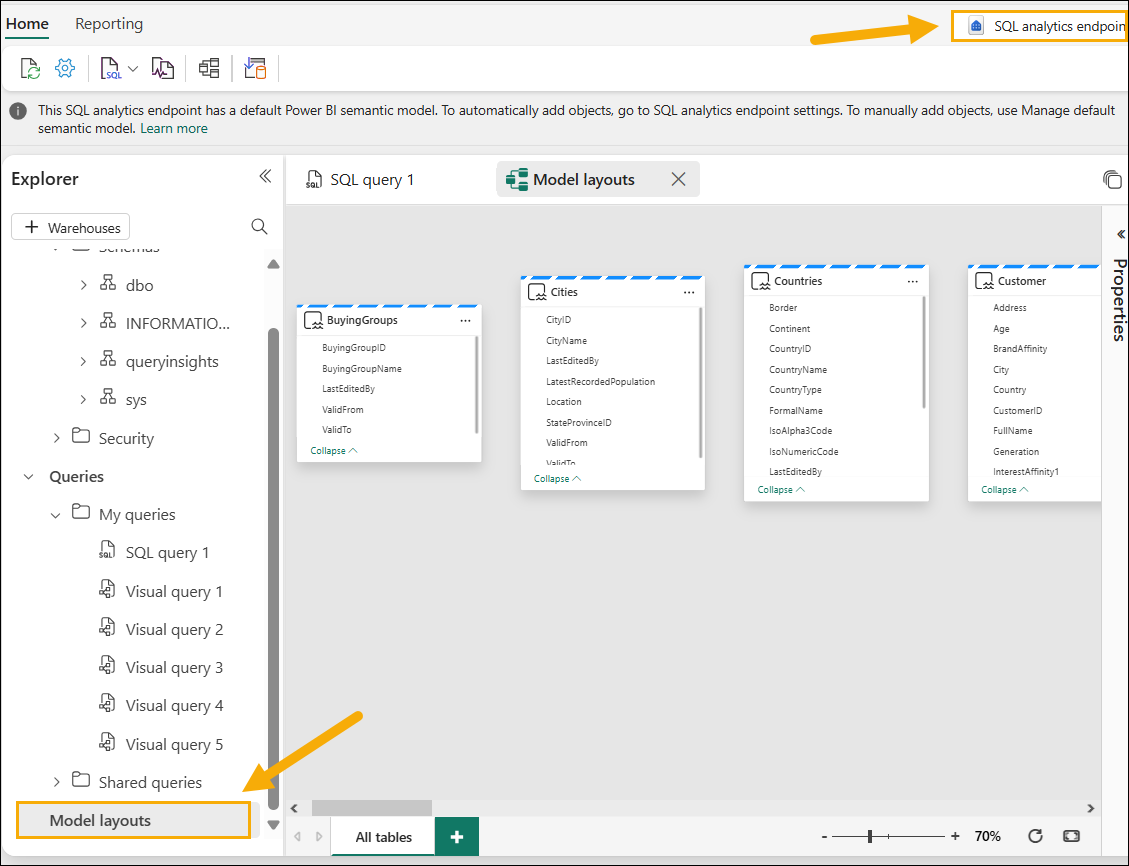 Home
Reporting
SQL analytics endpoin
SQL
This SQL analytics endpoint has a default Power BI semantic model. To automatically add objects, go to SQL analytics endpoint settings. To manually add objects, use Manage default
semantic model. Learn more
Explorer
+ Warehouses
Schemas
dbo
INFORMATIO...
queryinsights
sys
Security
Queries
My queries
SQL
SQL query 1
Visual query 1
Visual query 2
Visual query 3
Visual query 4
Visual query 5
Shared queries
Model layouts
SQL
SQL query 1
Model layouts
BuyingGroups
BuyingGroupID
BuyingGroupName
LastEditedBy
ValidFrom
ValidTo
Collapse
Cities
CityID
CityName
LastEditedBy
LatestRecordedPopulation
Location
StateProvinceID
ValidFrom
ValidTo
Collapse
Countries
Border
Continent
CountryID
CountryName
CountryType
FormalName
IsoAlpha3Code
IsoNumericCode
LastEditedBy
Collapse
Customer
Address
Age
BrandAffinity
City
Country
CustomerID
FullName
Generation
InterestAffinity1
Collapse
Properties
All tables
+
- + 70%